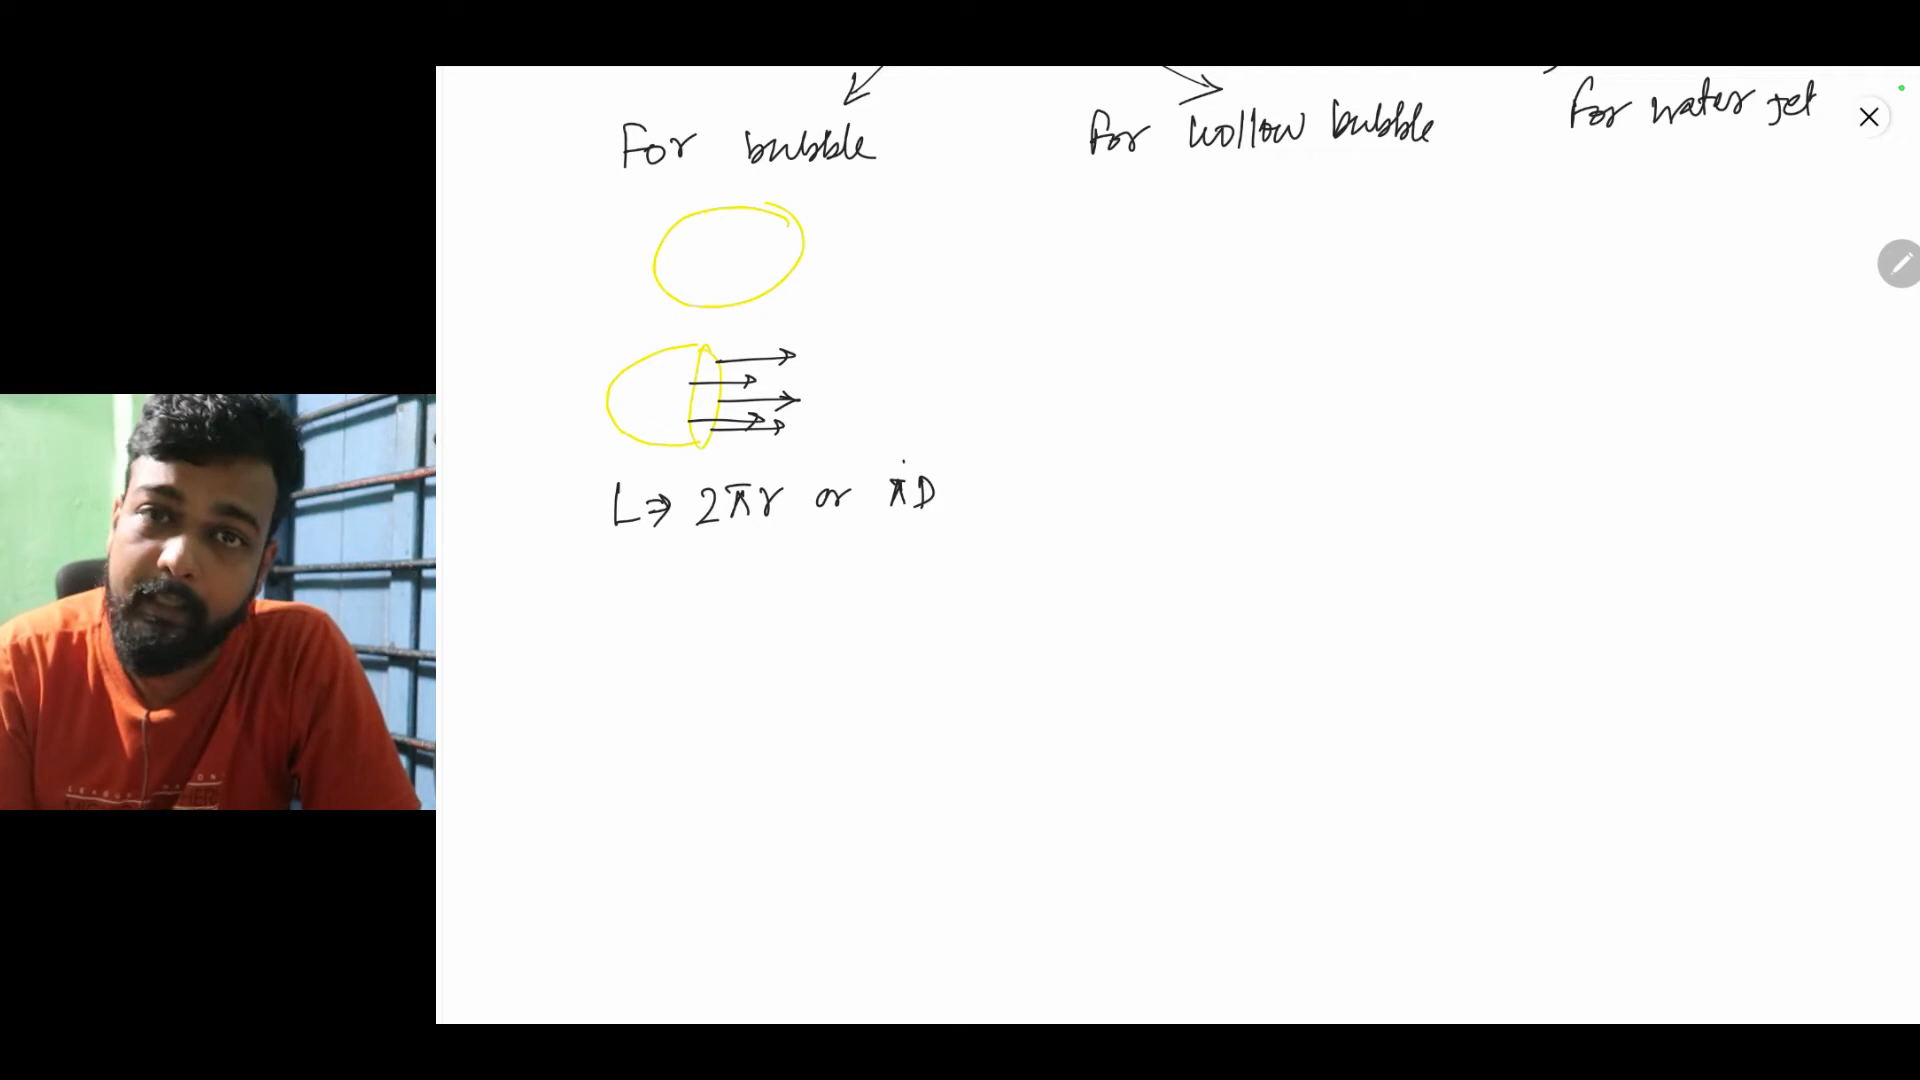 For bubble
for hollow bubble
For water jet
L⇒ 2πr or πD